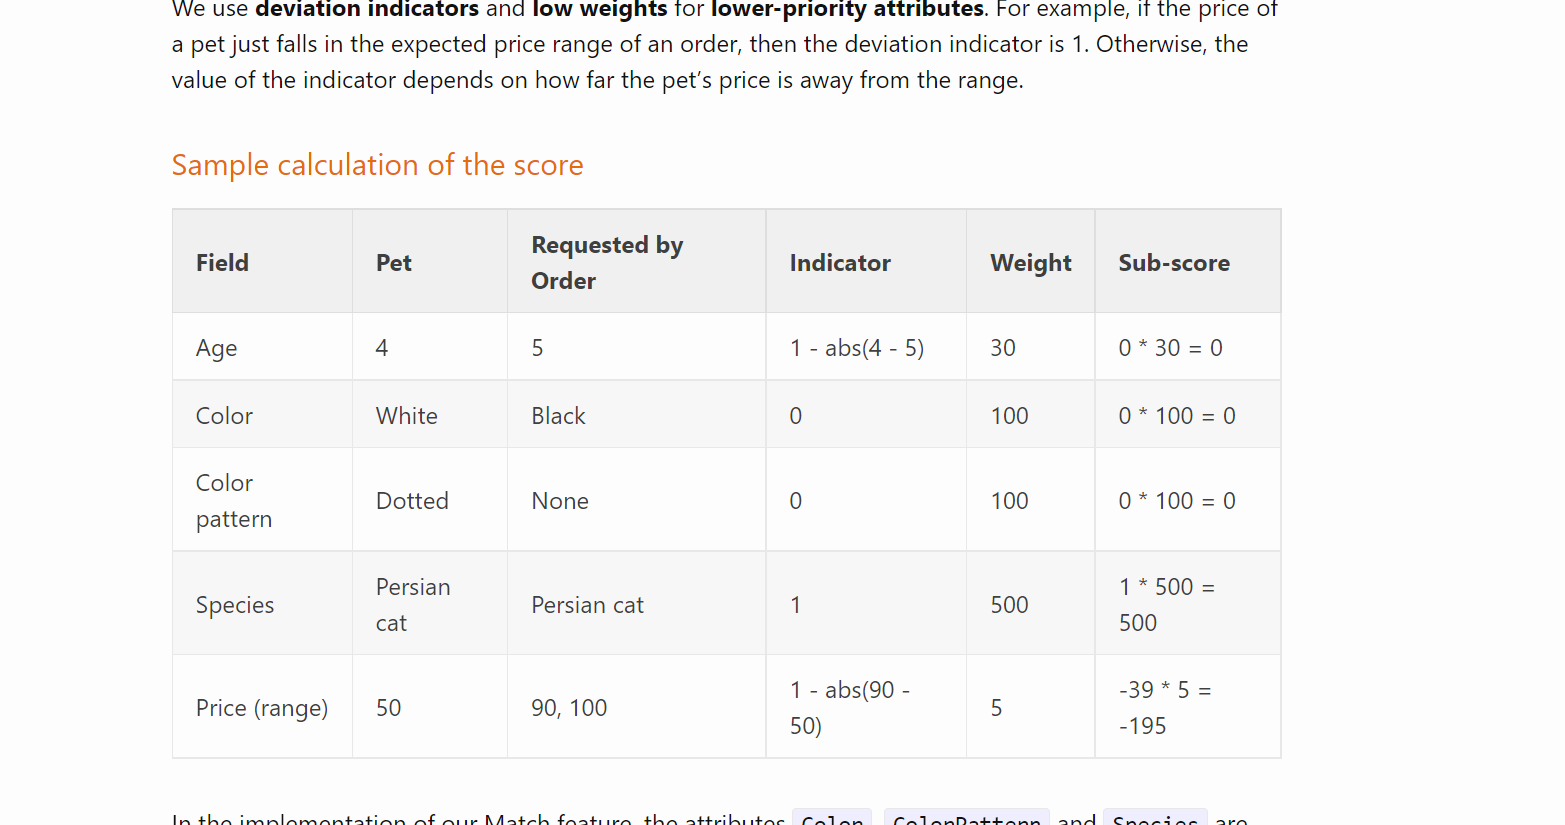 We use deviation indicators and low weights for lower-priority attributes. For example, if the price of
a pet just falls in the expected price range of an order, then the deviation indicator is 1. Otherwise, the
value of the indicator depends on how far the pet’s price is away from the range.
Sample calculation of the score
Field Pet Requested by Order Indicator Weight Sub-score
Age 4 5 1 - abs(4 - 5) 30 0 * 30 = 0
Color White Black 0 100 0 * 100 = 0
Color pattern Dotted None 0 100 0 * 100 = 0
Species Persian cat Persian cat 1 500 1 * 500 = 500
Price (range) 50 90, 100 1 - abs(90 - 50) 5 -39 * 5 = -195
In the implementation of our Match feature, the attributes Color ColorPattern and Species are